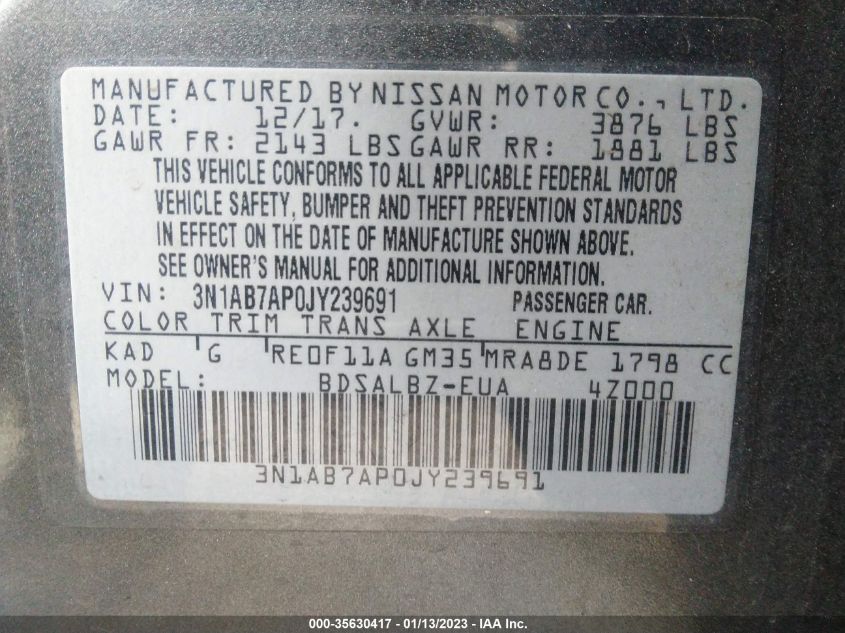 MANUFACTURED BY NISSAN MOTOR CO., LTD.
DATE: 12/17. GVWR: 3876 LBS
GAWR FR: 2143 LBS GAWR RR: 1881 LBS
THIS VEHICLE CONFORMS TO ALL APPLICABLE FEDERAL MOTOR
VEHICLE SAFETY, BUMPER AND THEFT PREVENTION STANDARDS
IN EFFECT ON THE DATE OF MANUFACTURE SHOWN ABOVE.
SEE OWNER'S MANUAL FOR ADDITIONAL INFORMATION.
VIN: 3N1AB7AP0JY239691 PASSENGER CAR.
COLOR TRIM TRANS AXLE ENGINE
KAD G RE0F11A GM35 MRA8DE 1798 CC
MODEL: BDSALBZ-EUA 4Z000
3N1AB7AP0JY239691
000-35630417 - 01/13/2023 - IAA Inc.